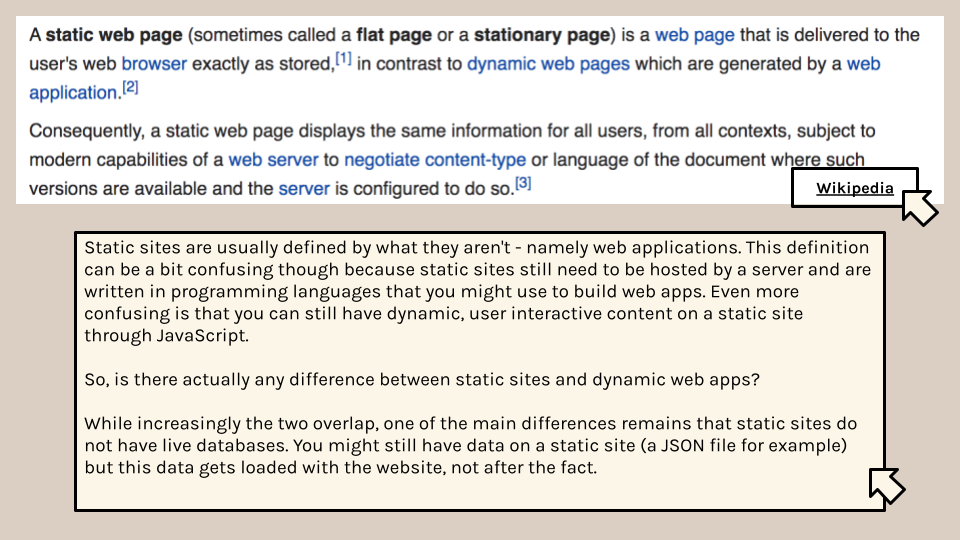 A static web page (sometimes called a flat page or a stationary page) is a web page that is delivered to the
user's web browser exactly as stored,[1] in contrast to dynamic web pages which are generated by a web
application.[2]
Consequently, a static web page displays the same information for all users, from all contexts, subject to
modern capabilities of a web server to negotiate content-type or language of the document where such
versions are available and the server is configured to do so.[3]
Wikipedia
Static sites are usually defined by what they aren't - namely web applications. This definition
can be a bit confusing though because static sites still need to be hosted by a server and are
written in programming languages that you might use to build web apps. Even more
confusing is that you can still have dynamic, user interactive content on a static site
through JavaScript.
So, is there actually any difference between static sites and dynamic web apps?
While increasingly the two overlap, one of the main differences remains that static sites do
not have live databases. You might still have data on a static site (a JSON file for example)
but this data gets loaded with the website, not after the fact.